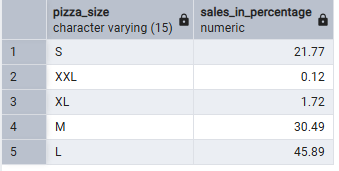 pizza_size sales_in_percentage
character varying (15) numeric
1 S 21.77
2 XXL 0.12
3 XL 1.72
4 M 30.49
5 L 45.89